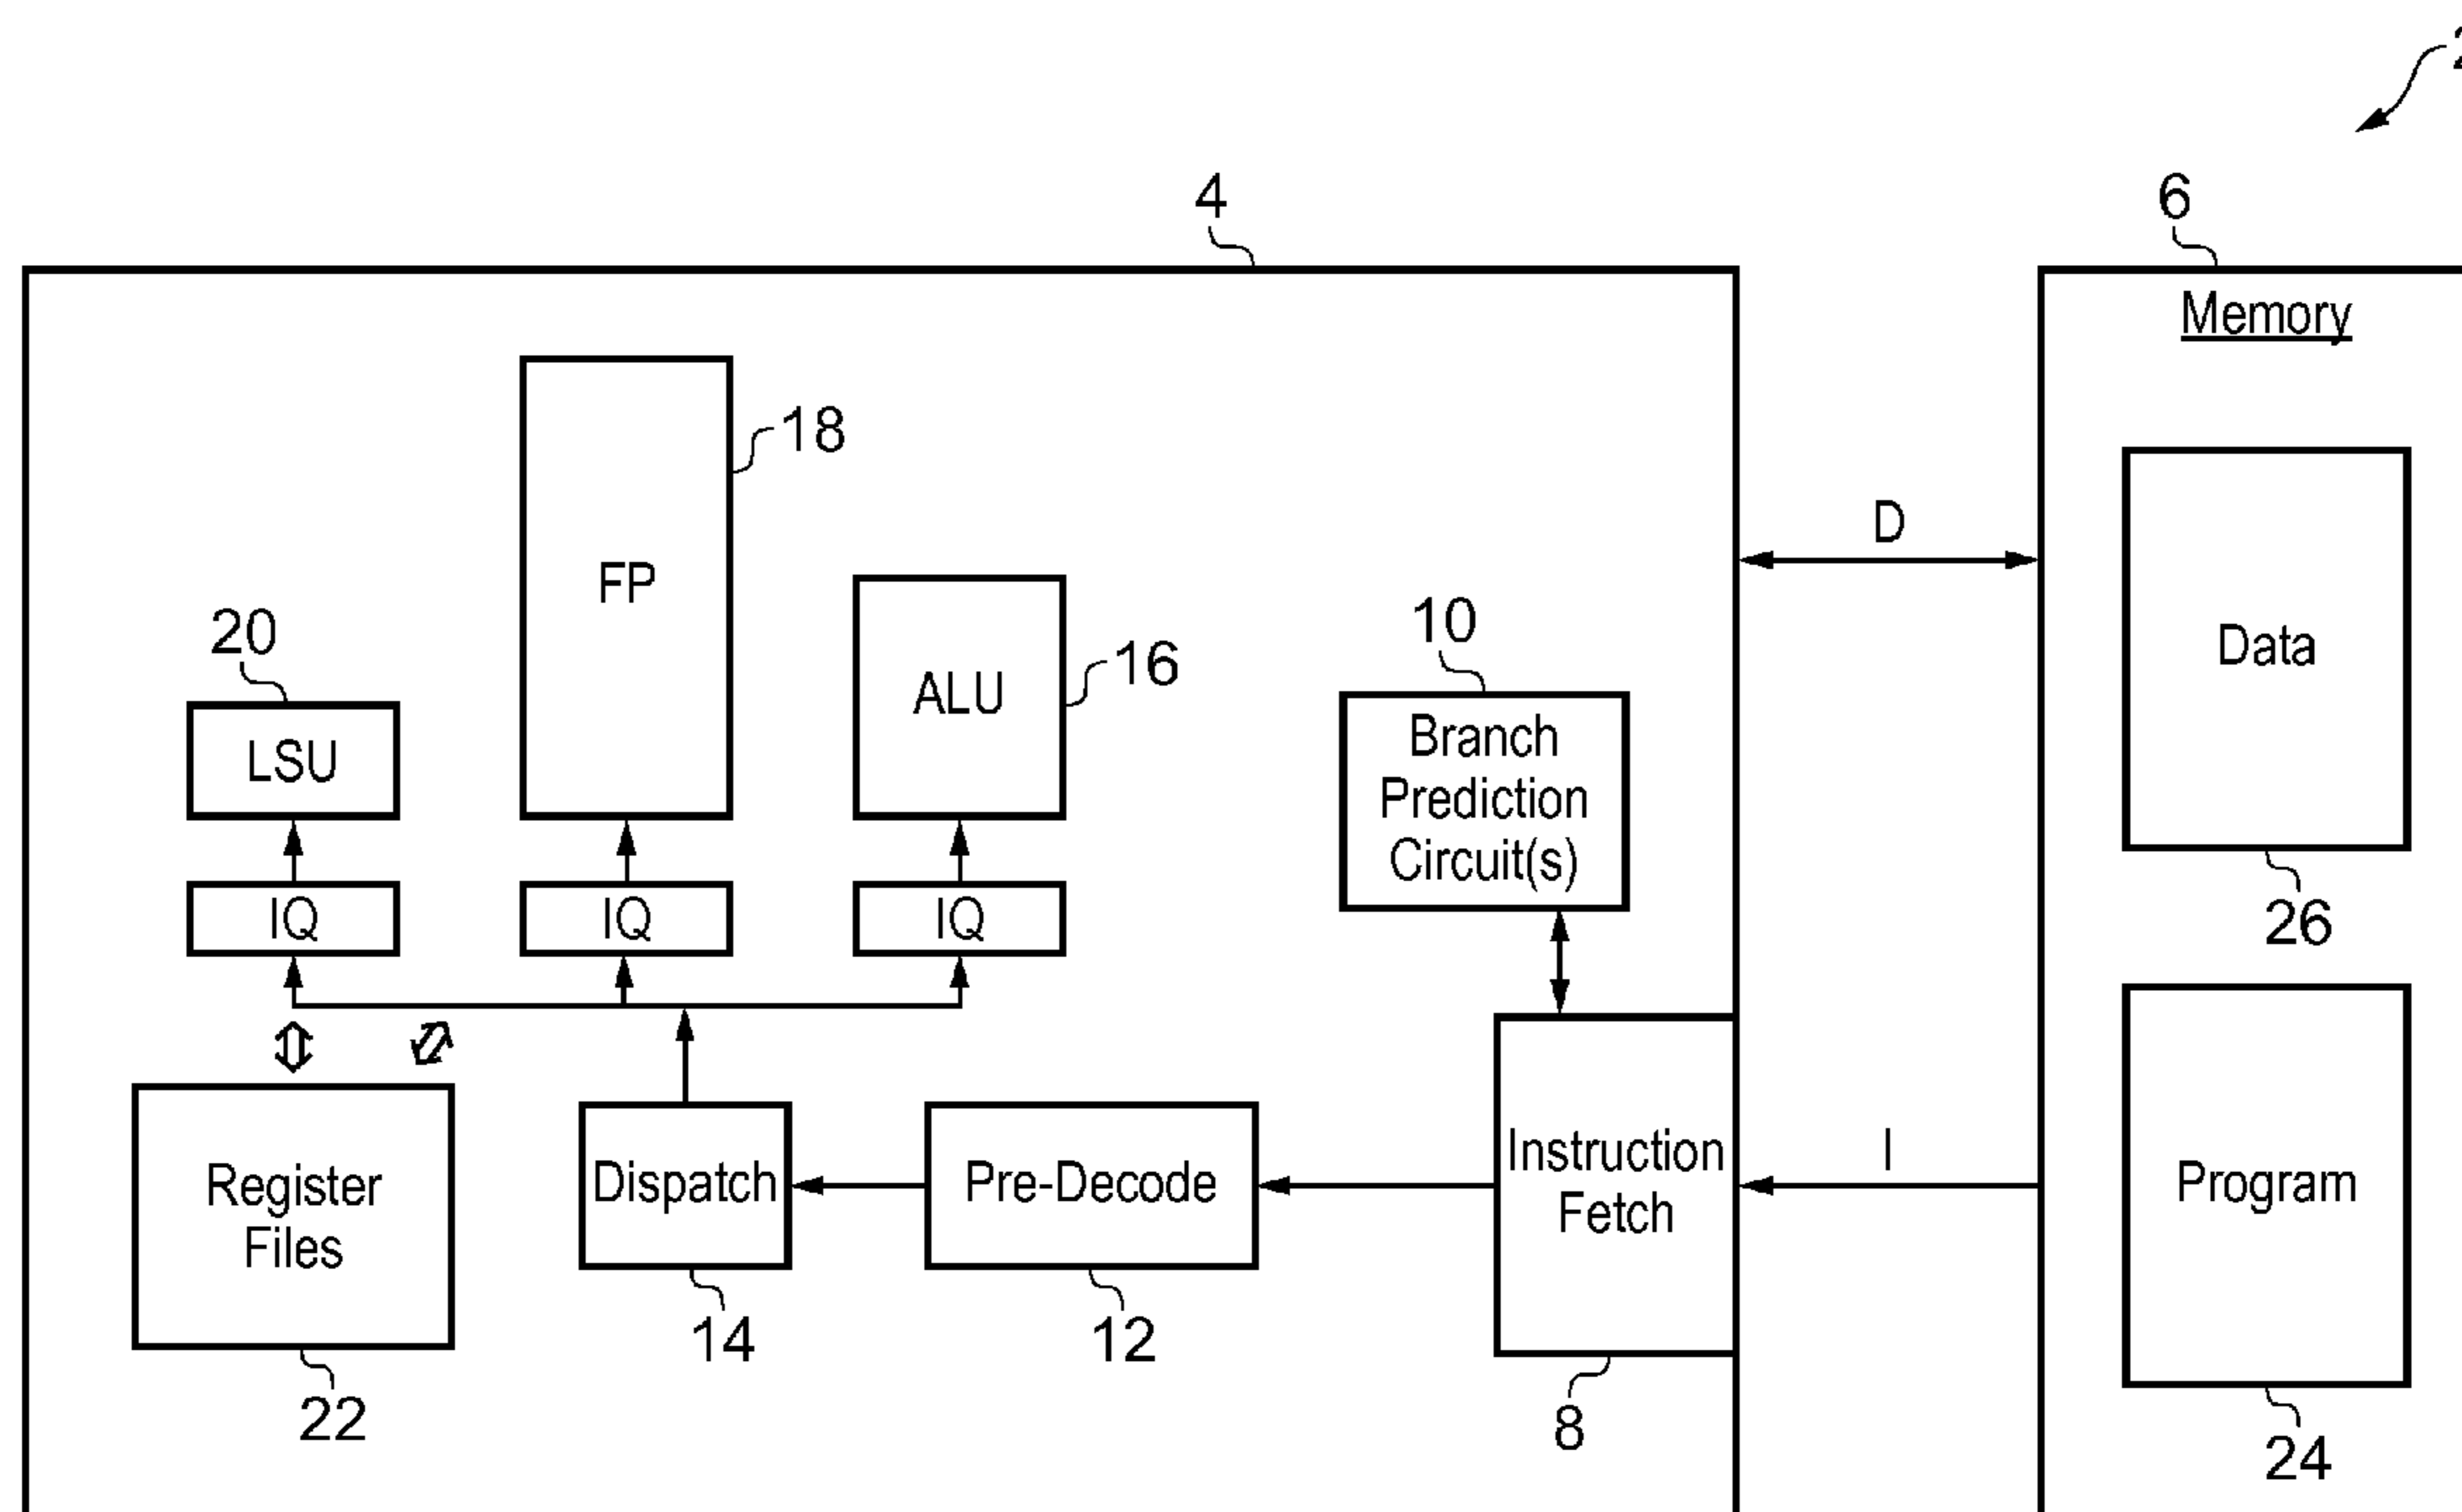 2
4
6
Memory
18
FP
D
20
10
16
Data
ALU
LSU
Branch
Prediction
Circuit(s)
IQ
IQ
IQ
26
Register
Files
Dispatch
Pre-Decode
Instruction
Fetch
I
Program
14
12
22
8
24